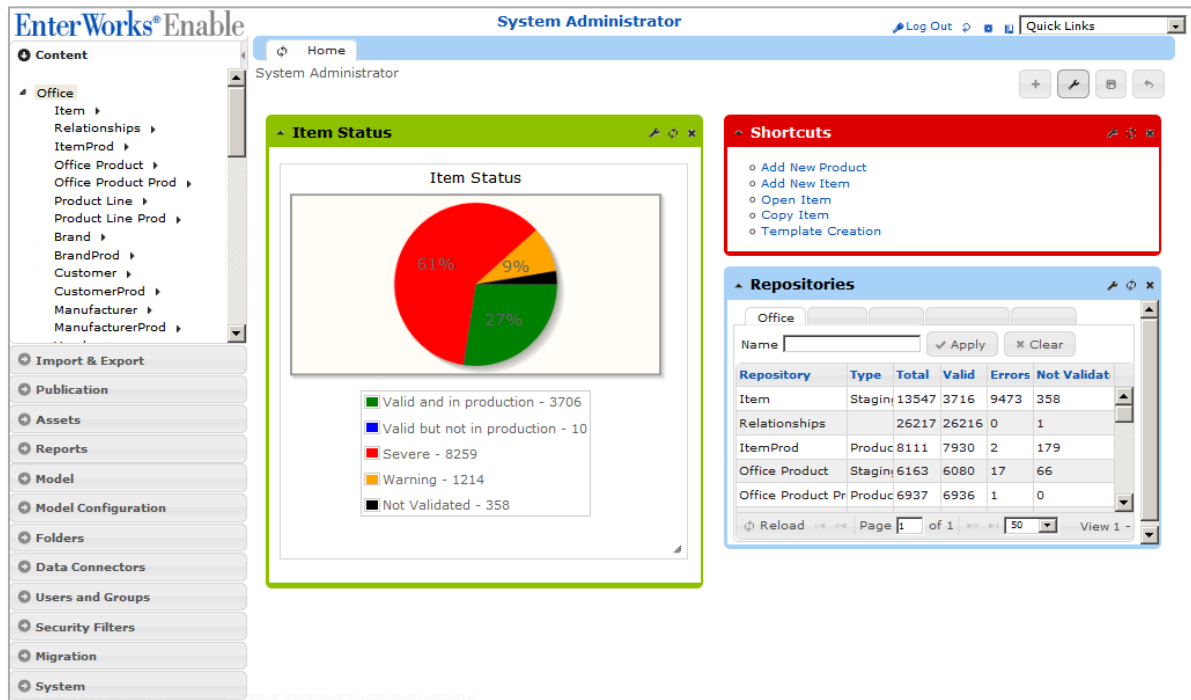 EnterWorks®Enable
System Administrator
Log Out
Quick Links
Content
Office
Item
Relationships
ItemProd
Office Product
Office Product Prod
Product Line
Product Line Prod
Brand
BrandProd
Customer
CustomerProd
Manufacturer
ManufacturerProd
Import & Export
Publication
Assets
Reports
Model
Model Configuration
Folders
Data Connectors
Users and Groups
Security Filters
Migration
System
Home
System Administrator
Item Status
Item Status
61%
9%
27%
Valid and in production - 3706
Valid but not in production - 10
Severe - 8259
Warning - 1214
Not Validated - 358
Shortcuts
Add New Product
Add New Item
Open Item
Copy Item
Template Creation
Repositories
Office
Name Apply Clear
Repository Type Total Valid Errors Not Validat
Item Staging 13547 3716 9473 358
Relationships 26217 26216 0 1
ItemProd Produc 8111 7930 2 179
Office Product Staging 6163 6080 17 66
Office Product Pr Produc 6937 6936 1 0
Reload Page 1 of 1 50 View 1 -